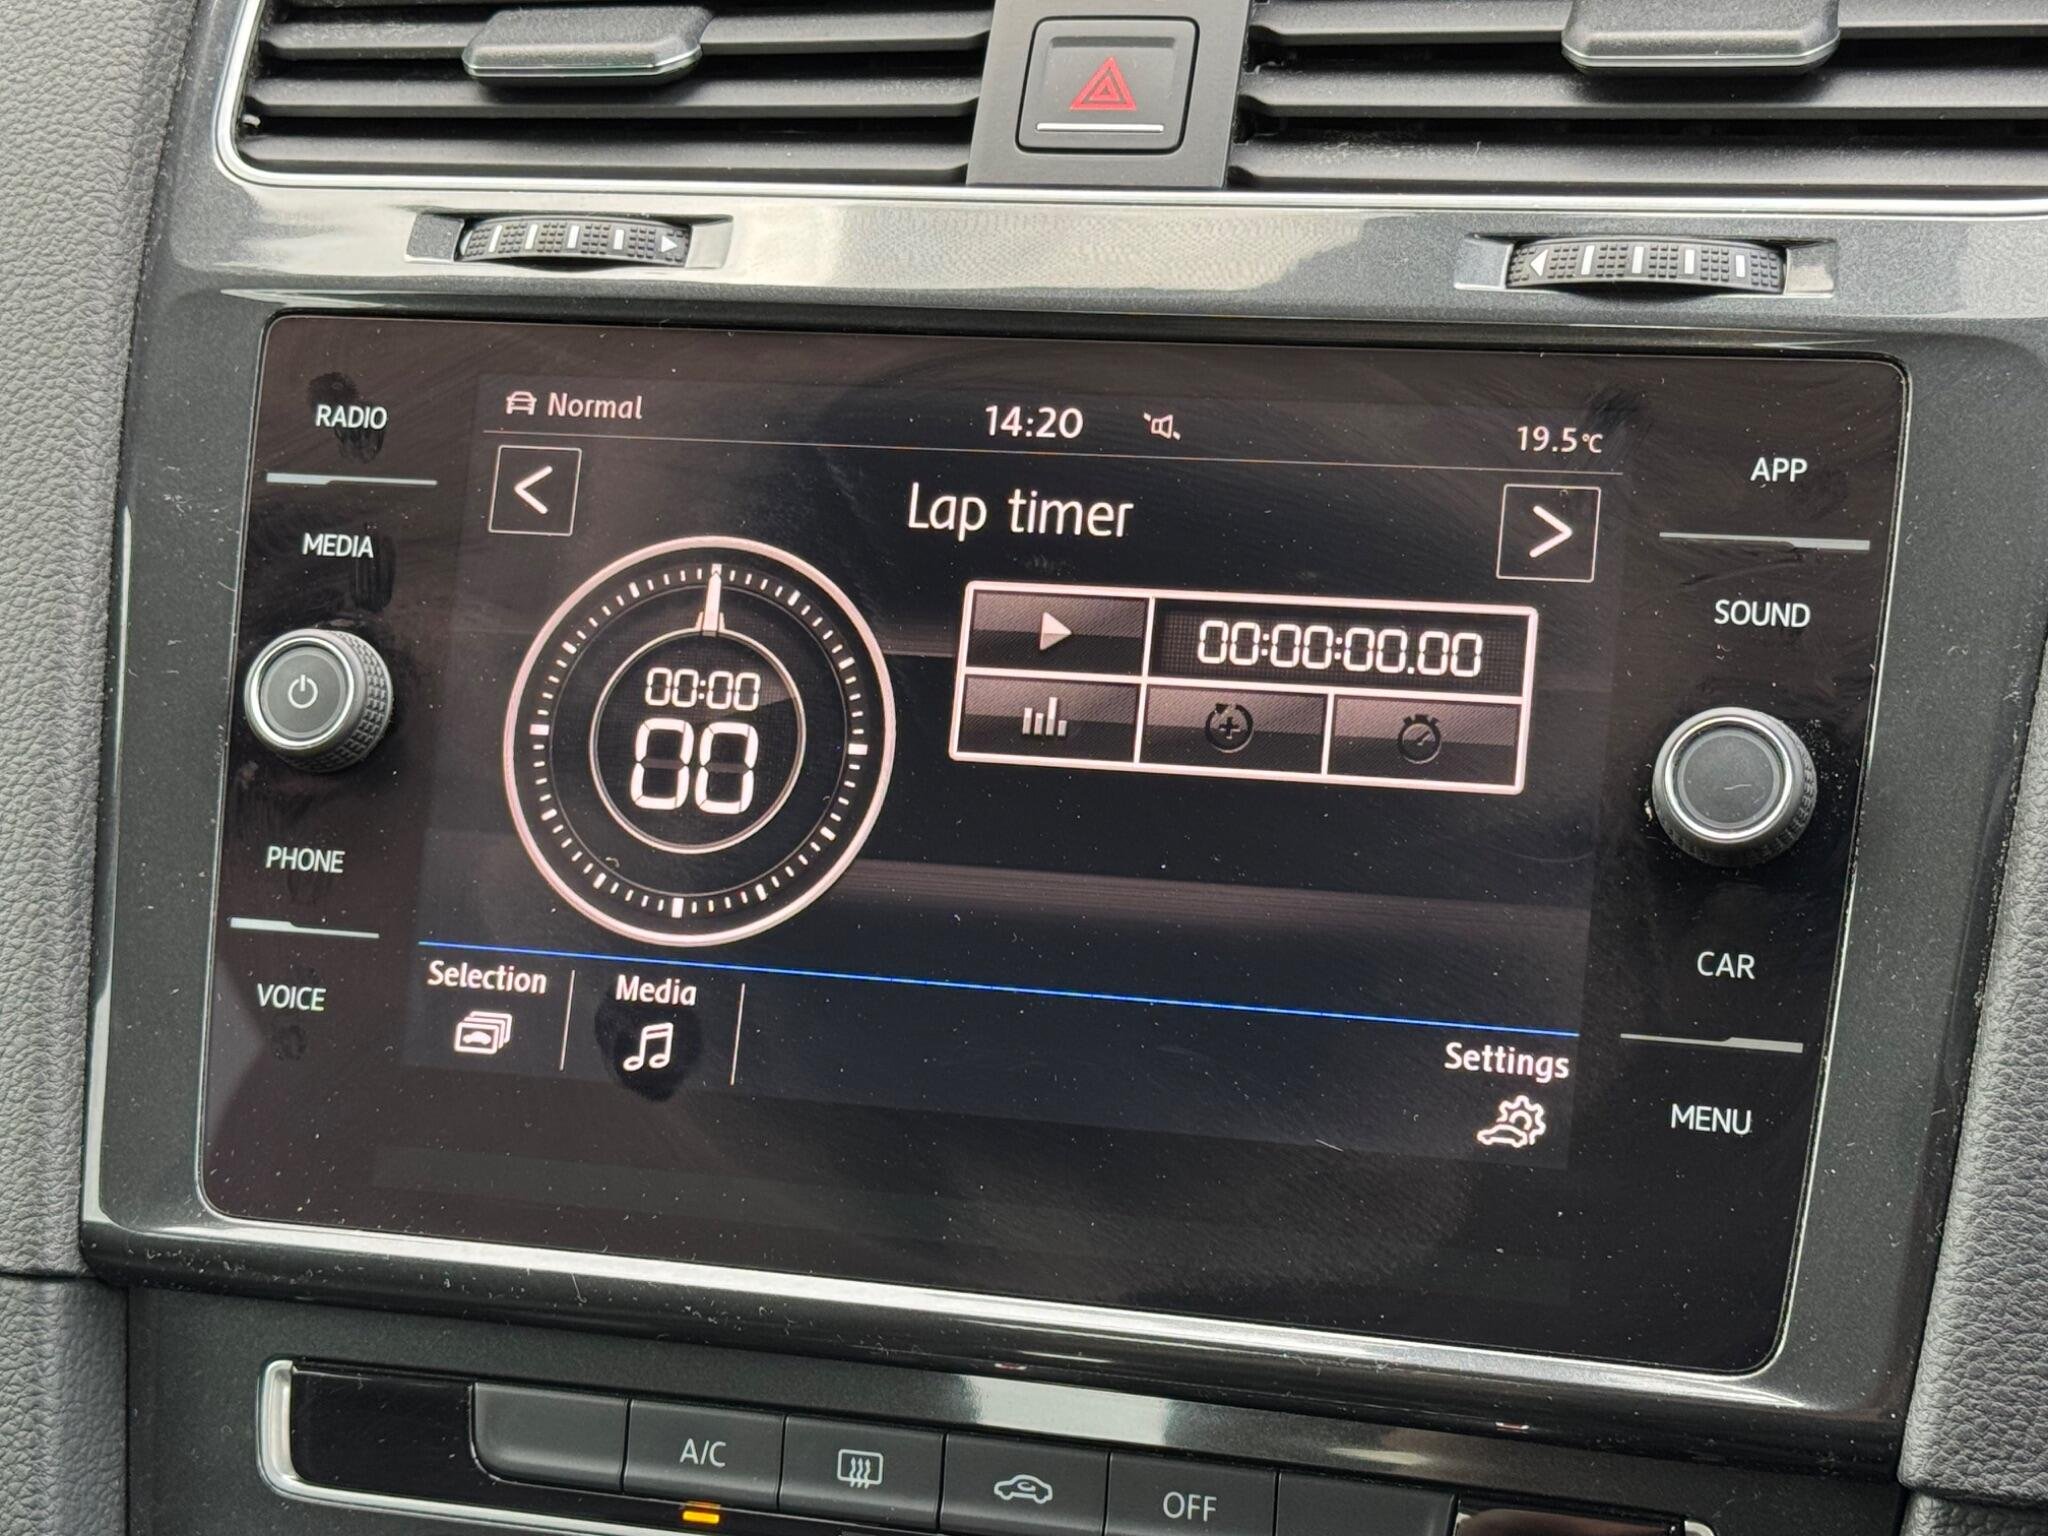 RADIO
MEDIA
PHONE
VOICE
Normal
14:20
19.5°C
Lap timer
00:00
00
00:00:00.00
Selection
Media
Settings
APP
SOUND
CAR
MENU
A/C
OFF